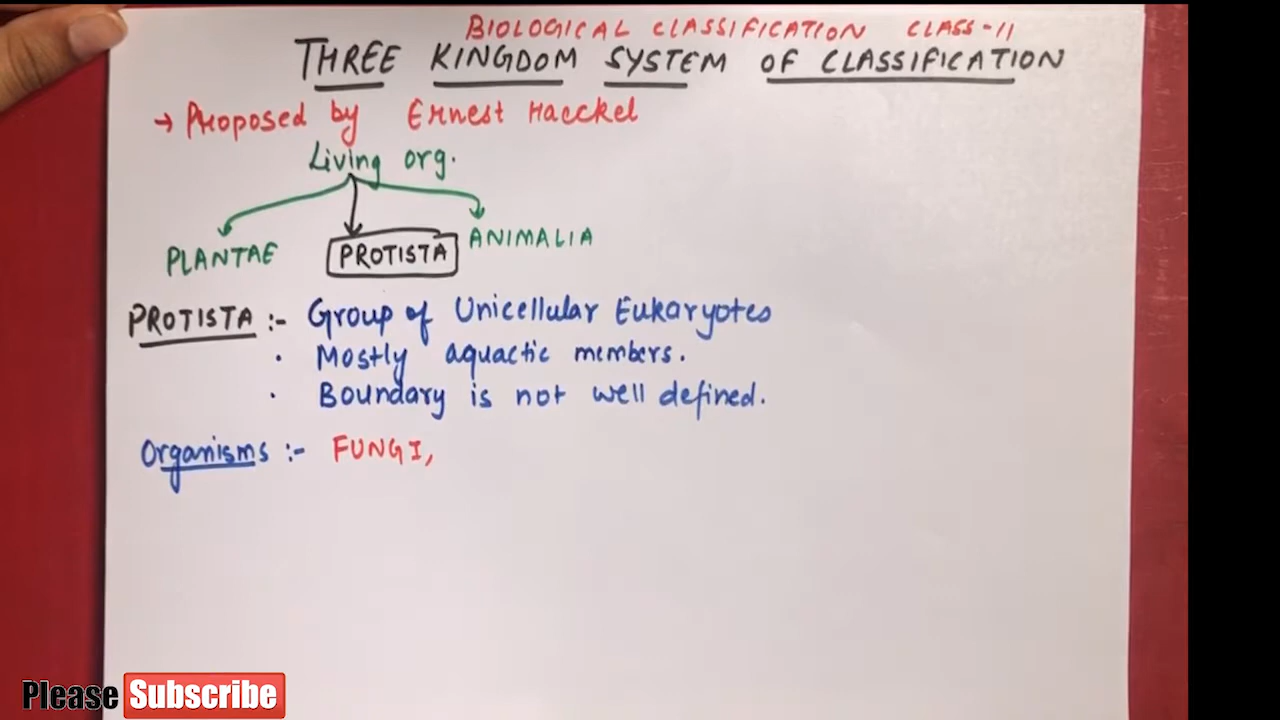 BIOLOGICAL CLASSIFICATION CLASS-11
THREE KINGDOM SYSTEM OF CLASSIFICATION
→ Proposed by Ernest Haeckel
Living org.
PLANTAE PROTISTA ANIMALIA
PROTISTA :- Group of Unicellular Eukaryotes
· Mostly aquactic members.
· Boundary is not well defined.
Organisms :- FUNGI,
Please Subscribe